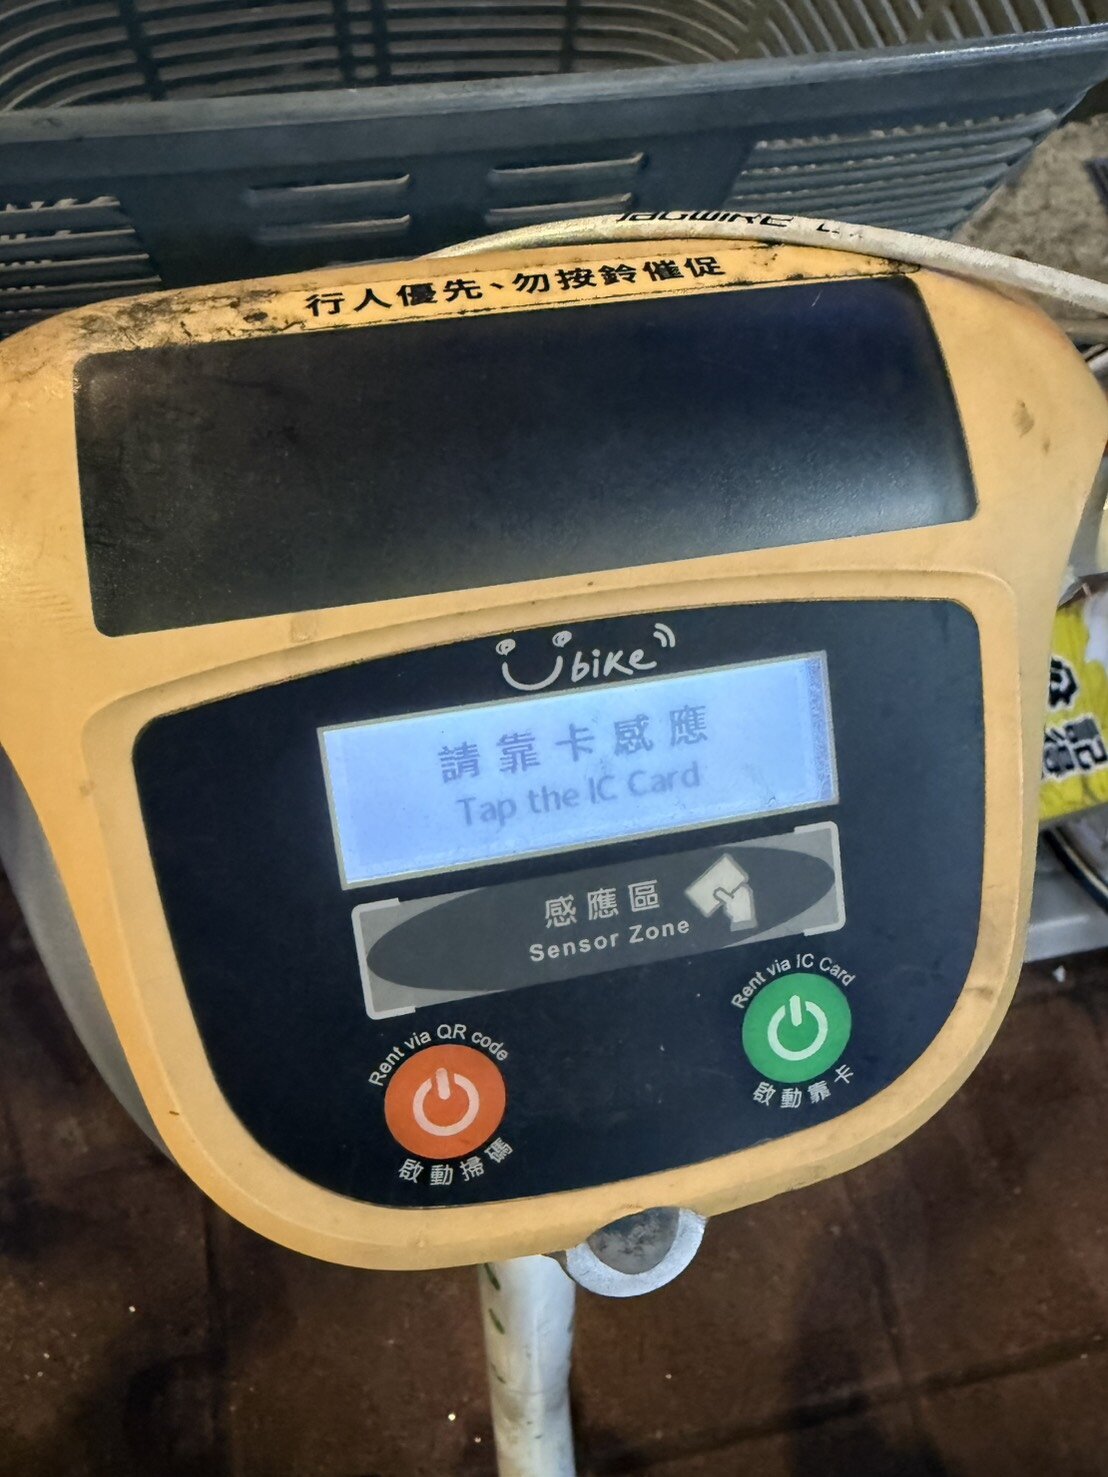 JAGWIRE
行人優先、勿按鈴催促
Ubike
請靠卡感應
Tap the IC Card
感應區
Sensor Zone
Rent via QR code
啟動掃碼
Rent via IC Card
啟動靠卡